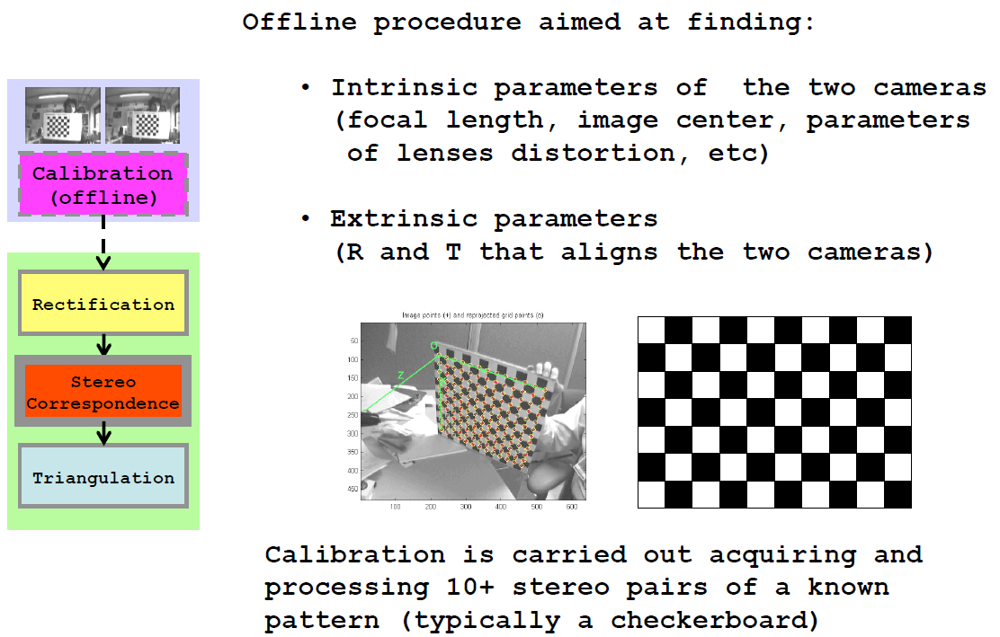 Offline procedure aimed at finding:
• Intrinsic parameters of  the two cameras
(focal length, image center, parameters
of lenses distortion, etc)
• Extrinsic parameters
(R and T that aligns the two cameras)
Calibration
(offline)
Rectification
Stereo
Correspondence
Triangulation
Image points (+) and reprojected grid points (o)
50
100
150
200
250
300
350
400
450
100
200
300
400
500
600
O
Z
Calibration is carried out acquiring and
processing 10+ stereo pairs of a known
pattern (typically a checkerboard)